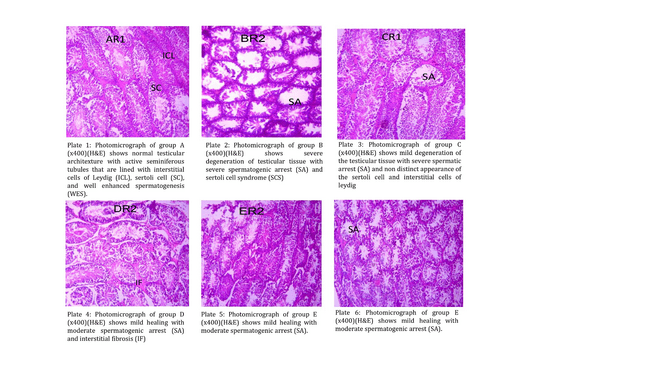 AR1
ICL
SC
BR2
SA
CR1
SA
Plate 1: Photomicrograph of group A
(x400)(H&E) shows normal testicular
architecture with active seminiferous
tubules that are lined with interstitial
cells of Leydig (ICL), sertoli cell (SC),
and well enhanced spermatogenesis
(WES).
Plate 2: Photomicrograph of group B
(x400)(H&E) shows severe
degeneration of testicular tissue with
severe spermatogenic arrest (SA) and
sertoli cell syndrome (SCS)
Plate 3: Photomicrograph of group C
(x400)(H&E) shows mild degeneration of
the testicular tissue with severe spermatic
arrest (SA) and non distinct appearance of
the sertoli cell and interstitial cells of
leydig
DR2
IF
ER2
SA
Plate 4: Photomicrograph of group D
(x400)(H&E) shows mild healing with
moderate spermatogenic arrest (SA)
and interstitial fibrosis (IF)
Plate 5: Photomicrograph of group E
(x400)(H&E) shows mild healing with
moderate spermatogenic arrest (SA).
Plate 6: Photomicrograph of group E
(x400)(H&E) shows mild healing with
moderate spermatogenic arrest (SA).